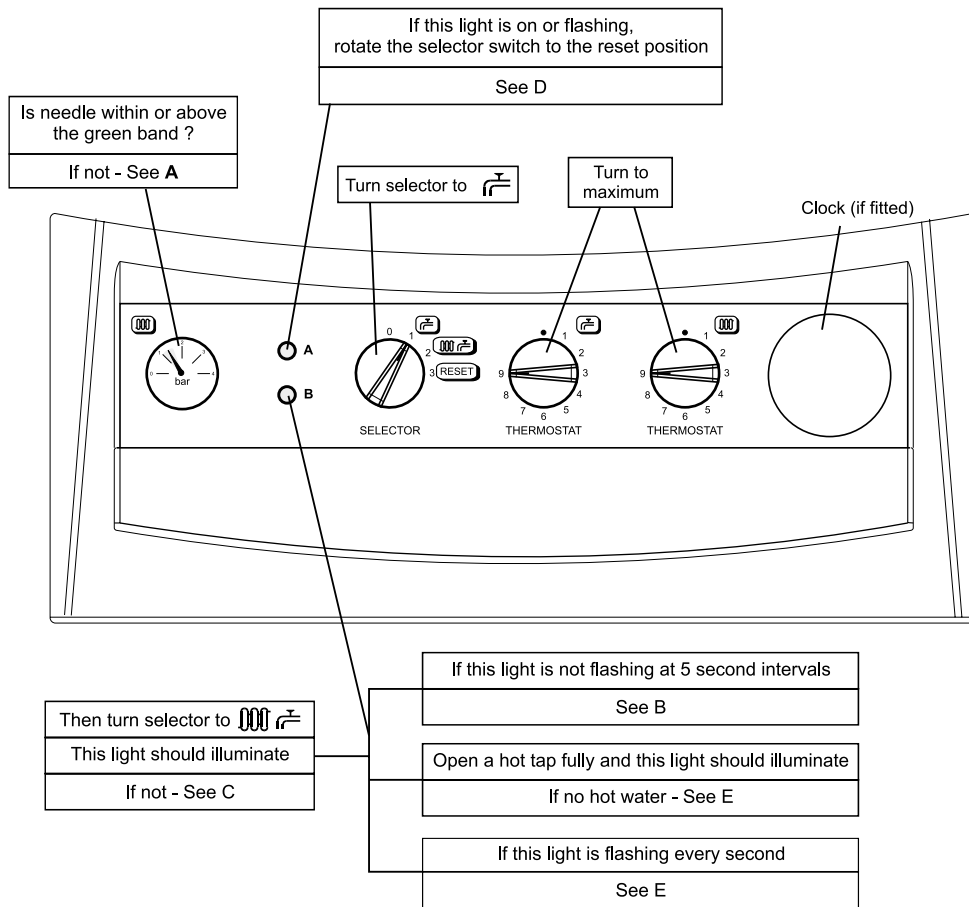 If this light is on or flashing,
rotate the selector switch to the reset position
See D
Is needle within or above
the green band ?
If not - See A
Turn selector to
Turn to
maximum
Clock (if fitted)
0 1 2 3 4
bar
A
B
0
1
2
3 RESET
SELECTOR
1
2
3
4
5
6
7
8
9
THERMOSTAT
1
2
3
4
5
6
7
8
9
THERMOSTAT
If this light is not flashing at 5 second intervals
See B
Then turn selector to
This light should illuminate
If not - See C
Open a hot tap fully and this light should illuminate
If no hot water - See E
If this light is flashing every second
See E